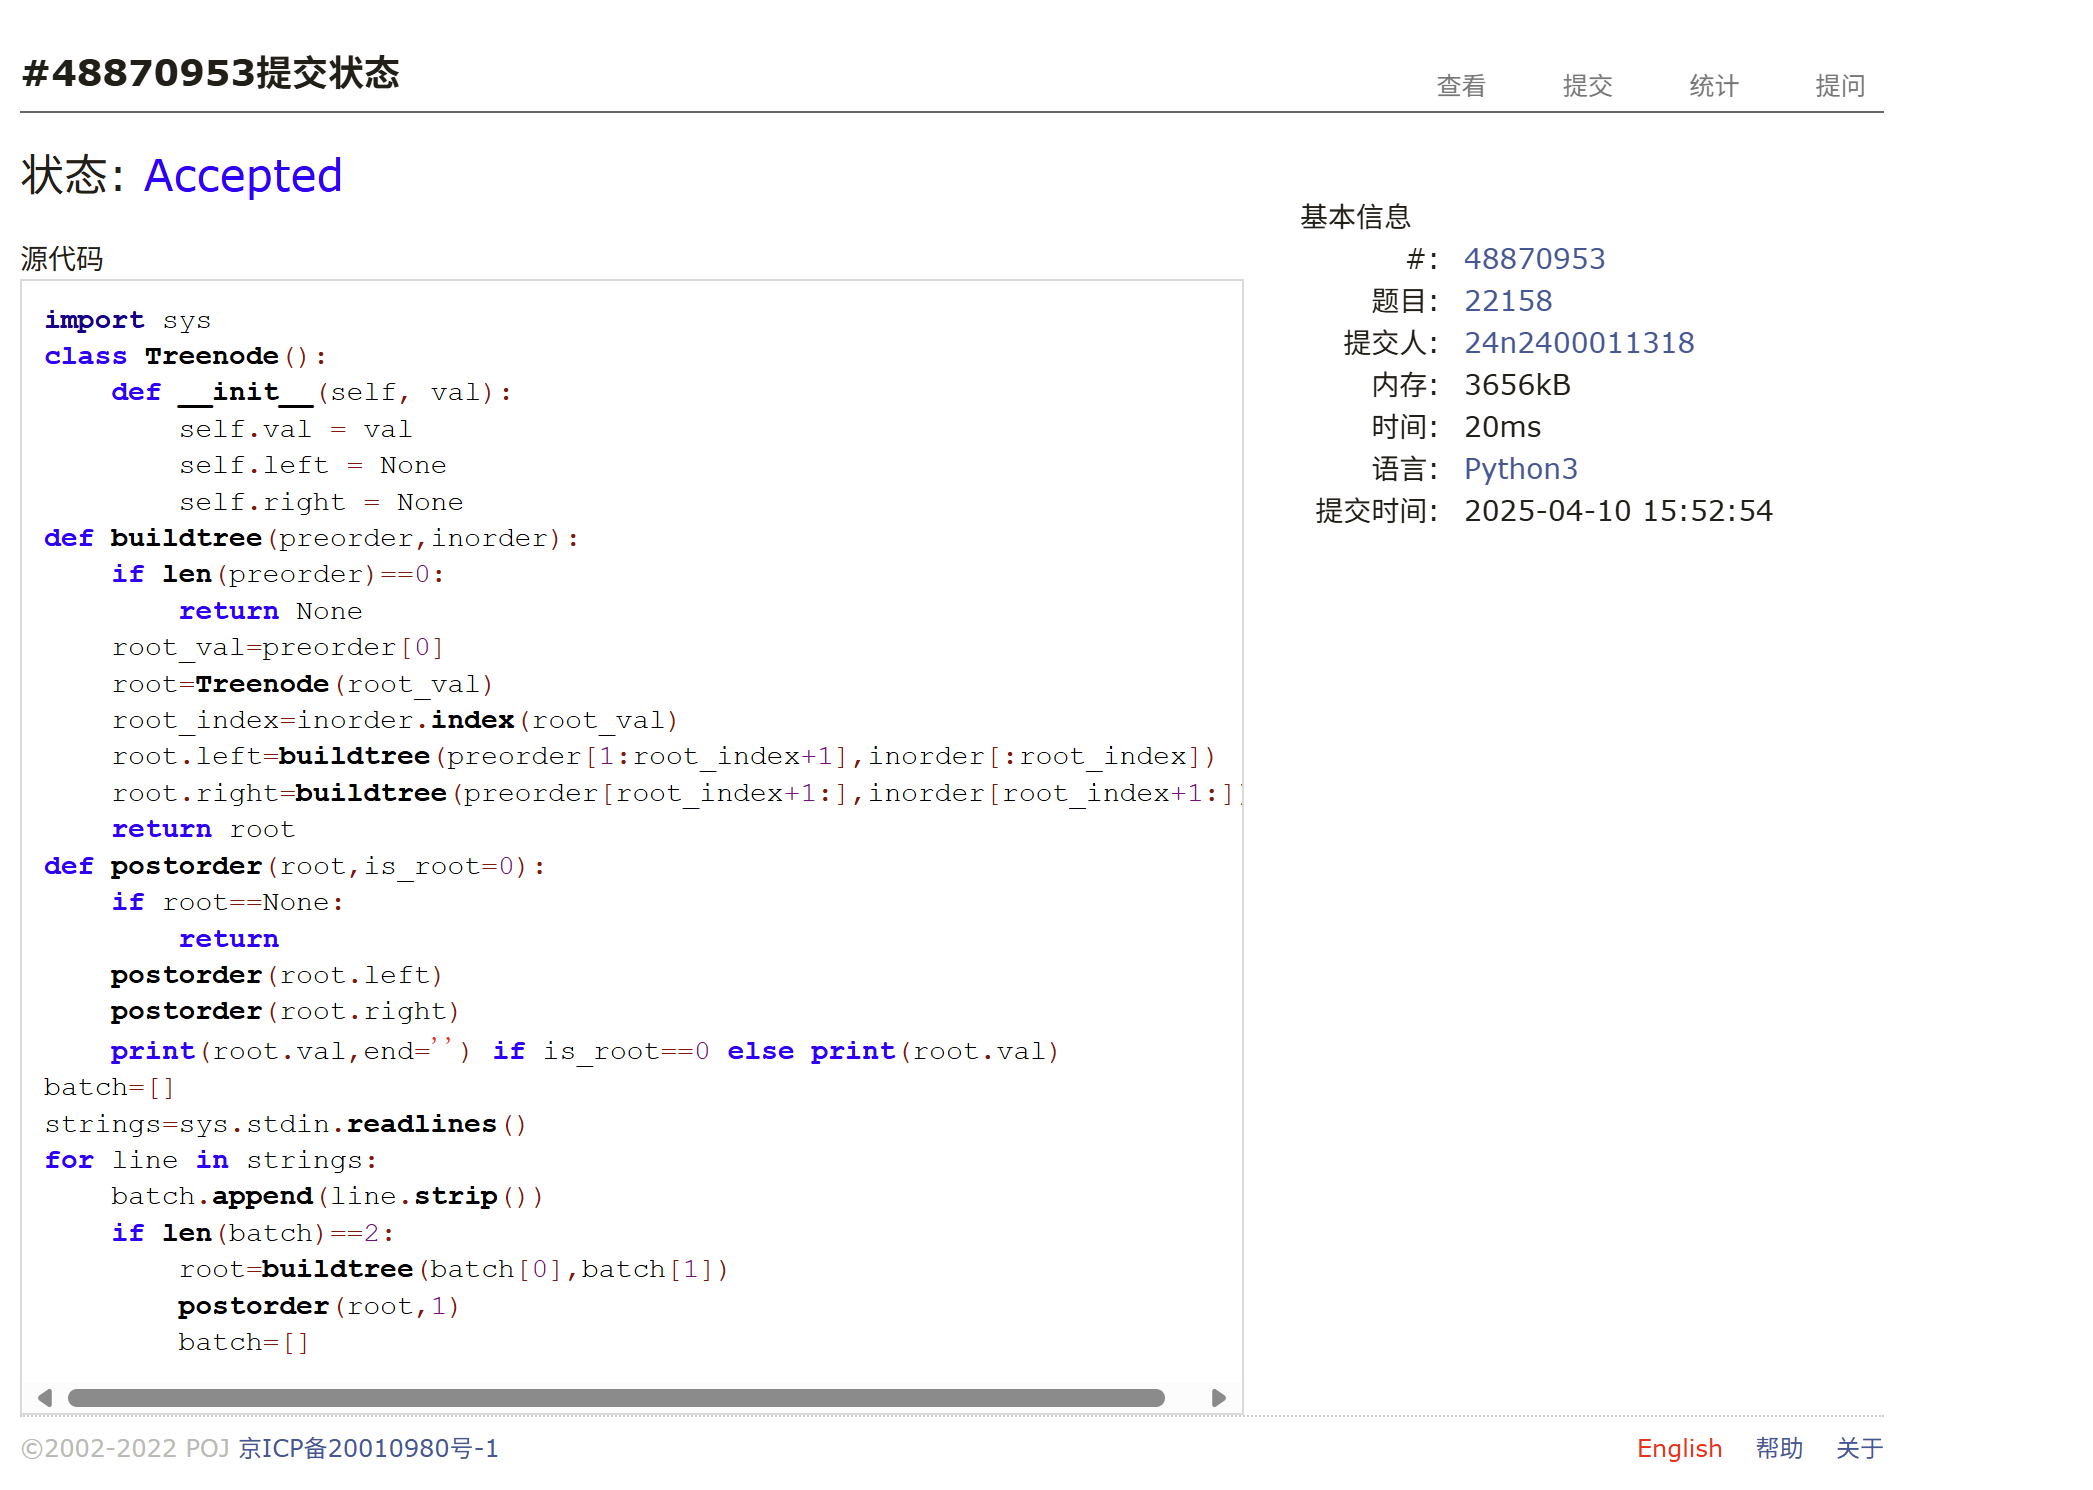 #48870953提交状态
查看 提交 统计 提问
状态: Accepted
源代码
import sys
class Treenode():
    def __init__(self, val):
        self.val = val
        self.left = None
        self.right = None
def buildtree(preorder,inorder):
    if len(preorder)==0:
        return None
    root_val=preorder[0]
    root=Treenode(root_val)
    root_index=inorder.index(root_val)
    root.left=buildtree(preorder[1:root_index+1],inorder[:root_index])
    root.right=buildtree(preorder[root_index+1:],inorder[root_index+1:])
    return root
def postorder(root,is_root=0):
    if root==None:
        return
    postorder(root.left)
    postorder(root.right)
    print(root.val,end='') if is_root==0 else print(root.val)
batch=[]
strings=sys.stdin.readlines()
for line in strings:
    batch.append(line.strip())
    if len(batch)==2:
        root=buildtree(batch[0],batch[1])
        postorder(root,1)
        batch=[]
基本信息
#: 48870953
题目: 22158
提交人: 24n2400011318
内存: 3656kB
时间: 20ms
语言: Python3
提交时间: 2025-04-10 15:52:54
©2002-2022 POJ 京ICP备20010980号-1
English 帮助 关于